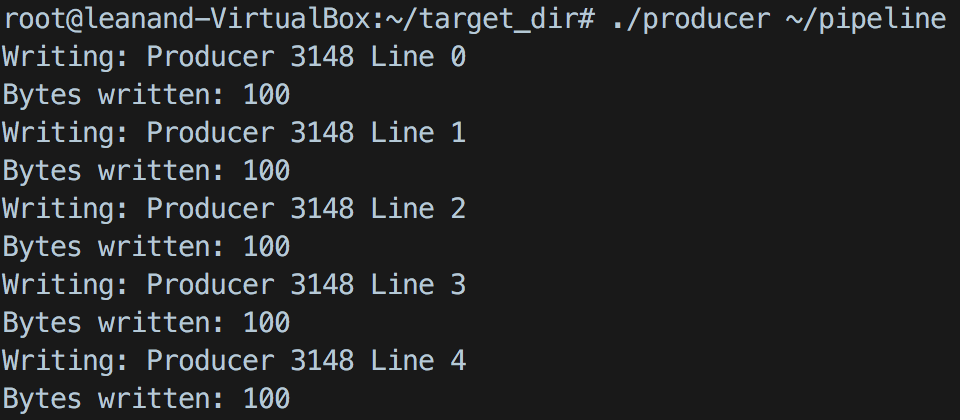 root@leanand-VirtualBox:~/target_dir# ./producer ~/pipeline
Writing: Producer 3148 Line 0
Bytes written: 100
Writing: Producer 3148 Line 1
Bytes written: 100
Writing: Producer 3148 Line 2
Bytes written: 100
Writing: Producer 3148 Line 3
Bytes written: 100
Writing: Producer 3148 Line 4
Bytes written: 100